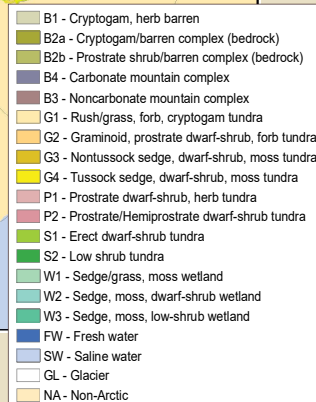 B1 - Cryptogam, herb barren
B2a - Cryptogam/barren complex (bedrock)
B2b - Prostrate shrub/barren complex (bedrock)
B4 - Carbonate mountain complex
B3 - Noncarbonate mountain complex
G1 - Rush/grass, forb, cryptogam tundra
G2 - Graminoid, prostrate dwarf-shrub, forb tundra
G3 - Nontussock sedge, dwarf-shrub, moss tundra
G4 - Tussock sedge, dwarf-shrub, moss tundra
P1 - Prostrate dwarf-shrub, herb tundra
P2 - Prostrate/Hemiprostrate dwarf-shrub tundra
S1 - Erect dwarf-shrub tundra
S2 - Low shrub tundra
W1 - Sedge/grass, moss wetland
W2 - Sedge, moss, dwarf-shrub wetland
W3 - Sedge, moss, low-shrub wetland
FW - Fresh water
SW - Saline water
GL - Glacier
NA - Non-Arctic